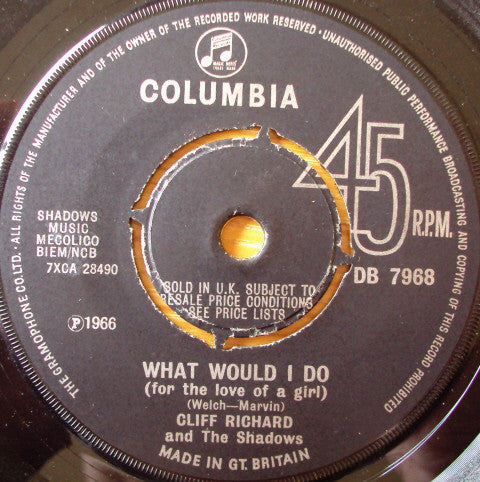 ALL RIGHTS OF THE MANUFACTURER AND OF THE OWNER OF THE RECORDED WORK RESERVED · UNAUTHORISED PUBLIC PERFORMANCE BROADCASTING AND COPYING OF THIS RECORD PROHIBITED
THE GRAMOPHONE CO. LTD. ·
COLUMBIA
45 R.P.M.
SHADOWS
MUSIC
MECOLICO
BIEM/NCB
7XCA 28490
DB 7968
SOLD IN U.K. SUBJECT TO
RESALE PRICE CONDITIONS
SEE PRICE LISTS
Ⓟ1966
WHAT WOULD I DO
(for the love of a girl)
(Welch—Marvin)
CLIFF RICHARD
and The Shadows
MADE IN GT. BRITAIN